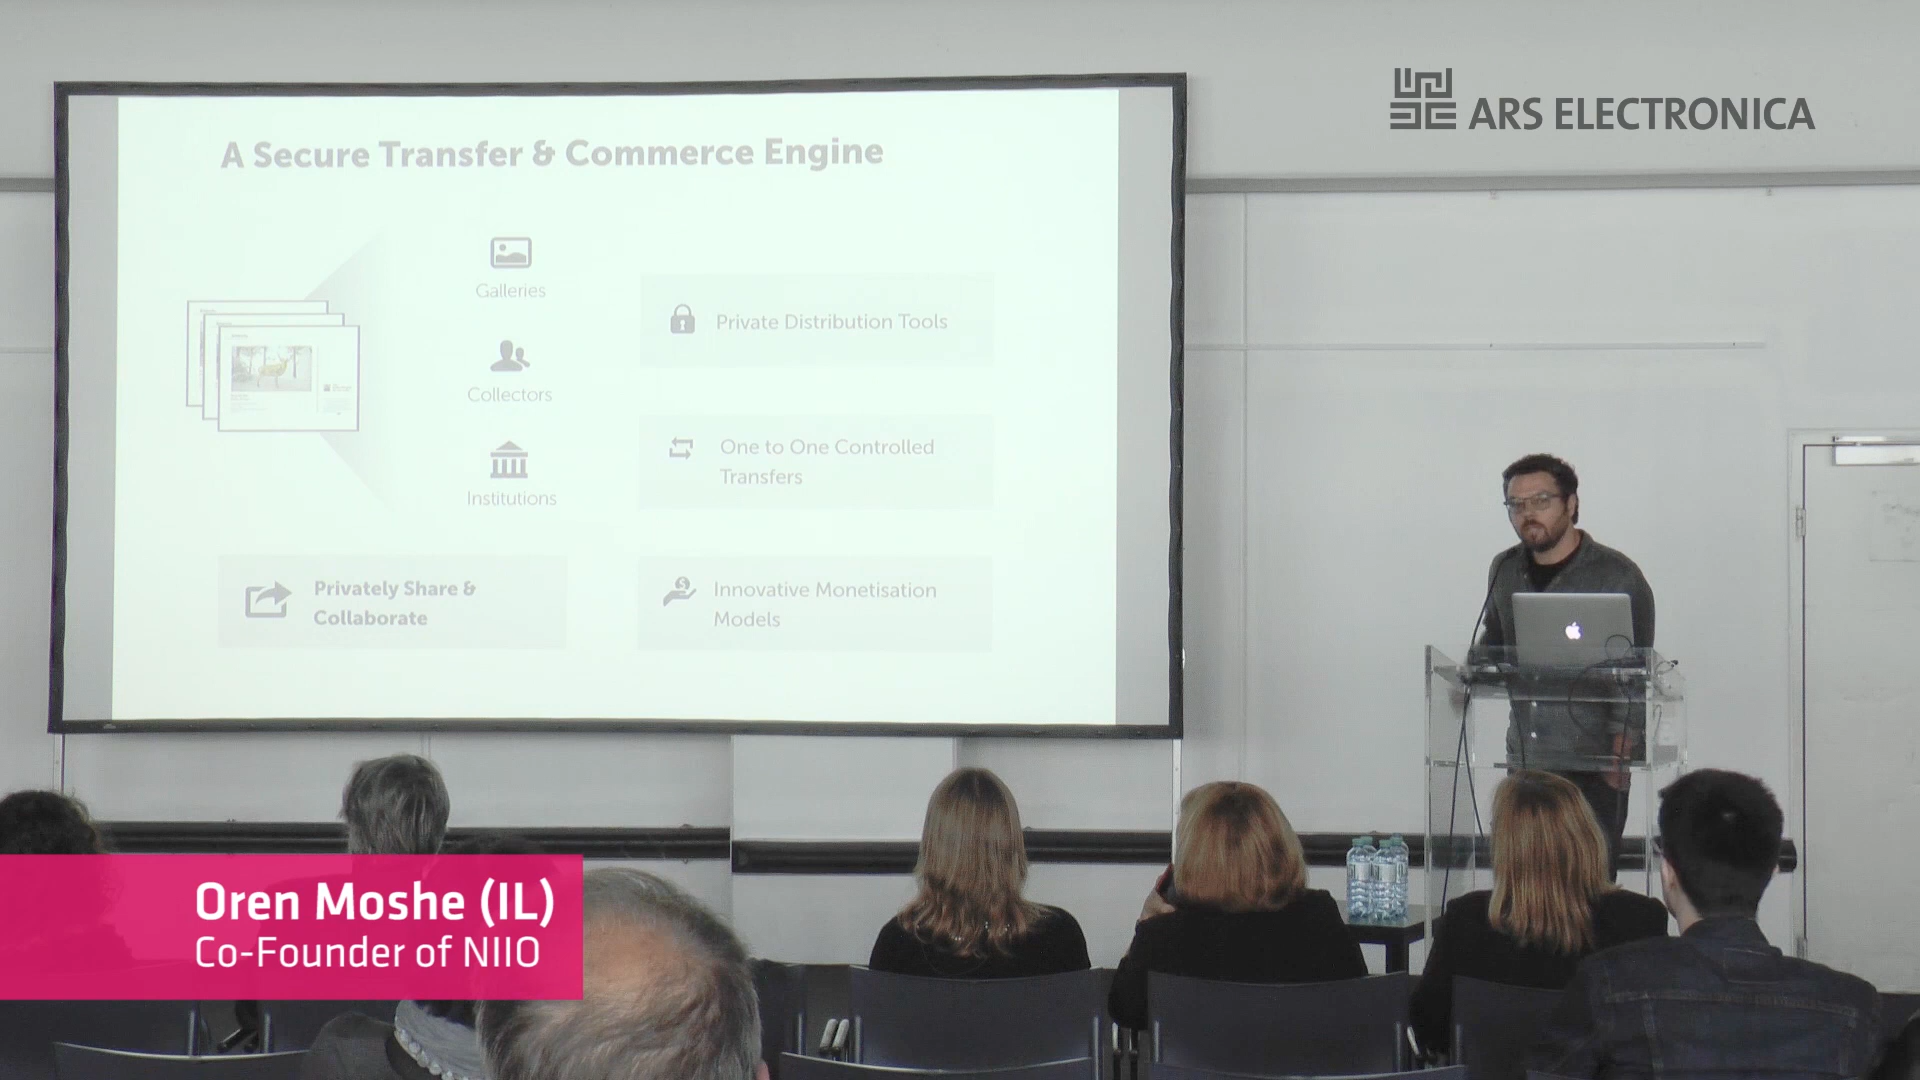 ARS ELECTRONICA
A Secure Transfer & Commerce Engine
Galleries
Collectors
Institutions
Privately Share &
Collaborate
Private Distribution Tools
One to One Controlled
Transfers
Innovative Monetisation
Models
Oren Moshe (IL)
Co-Founder of NIIO